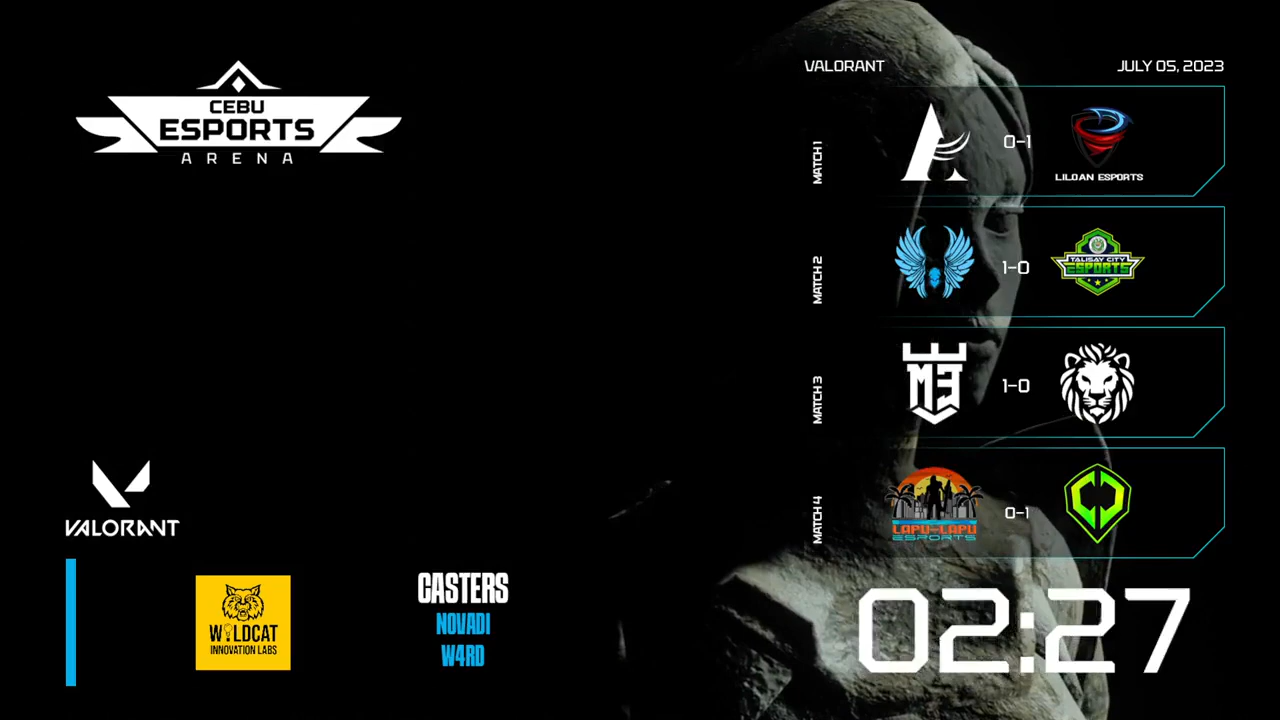 CEBU
ESPORTS
ARENA
VALORANT
JULY 05, 2023
MATCH 1
0-1
LILOAN ESPORTS
MATCH 2
1-0
TALISAY CITY
ESPORTS
MATCH 3
M3
1-0
MATCH 4
LAPU-LAPU
ESPORTS
0-1
VALORANT
WILDCAT
INNOVATION LABS
CASTERS
NOVADI
W4RD
02:27